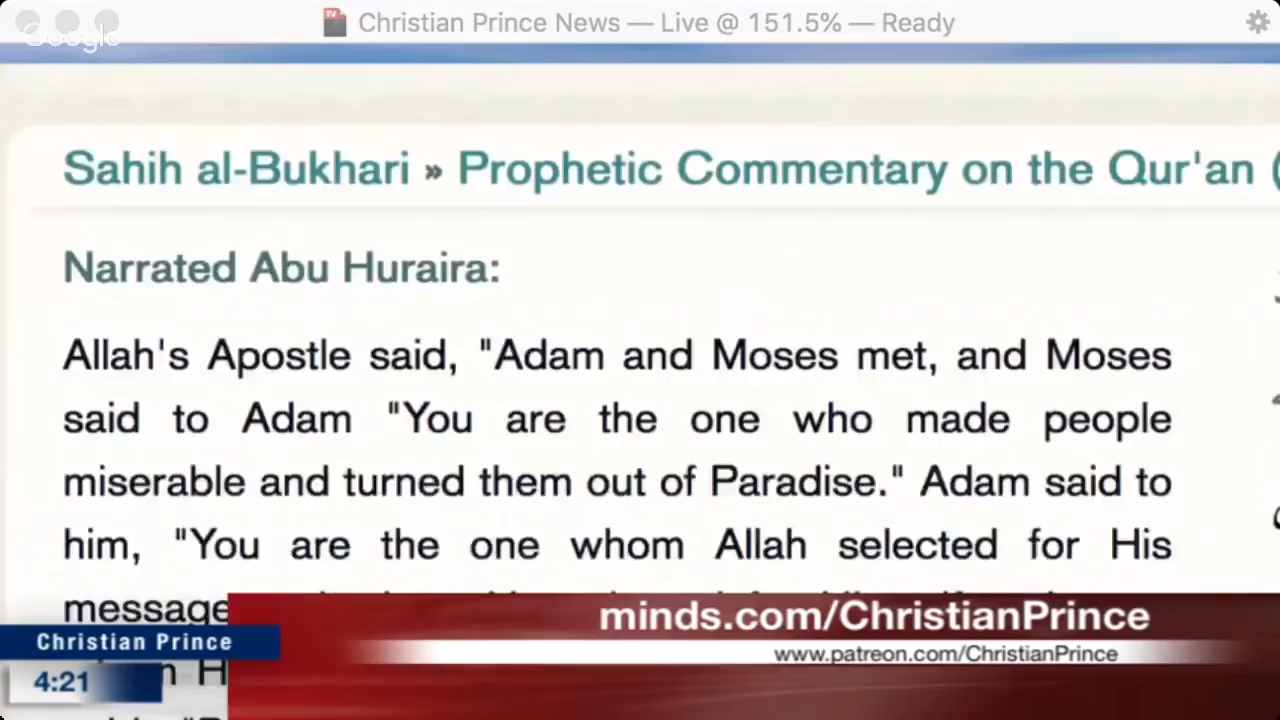 Christian Prince News — Live @ 151.5% — Ready
Google
Sahih al-Bukhari » Prophetic Commentary on the Qur'an (
Narrated Abu Huraira:
Allah's Apostle said, "Adam and Moses met, and Moses
said to Adam "You are the one who made people
miserable and turned them out of Paradise." Adam said to
him, "You are the one whom Allah selected for His
message
minds.com/ChristianPrince
Christian Prince
www.patreon.com/ChristianPrince
4:21